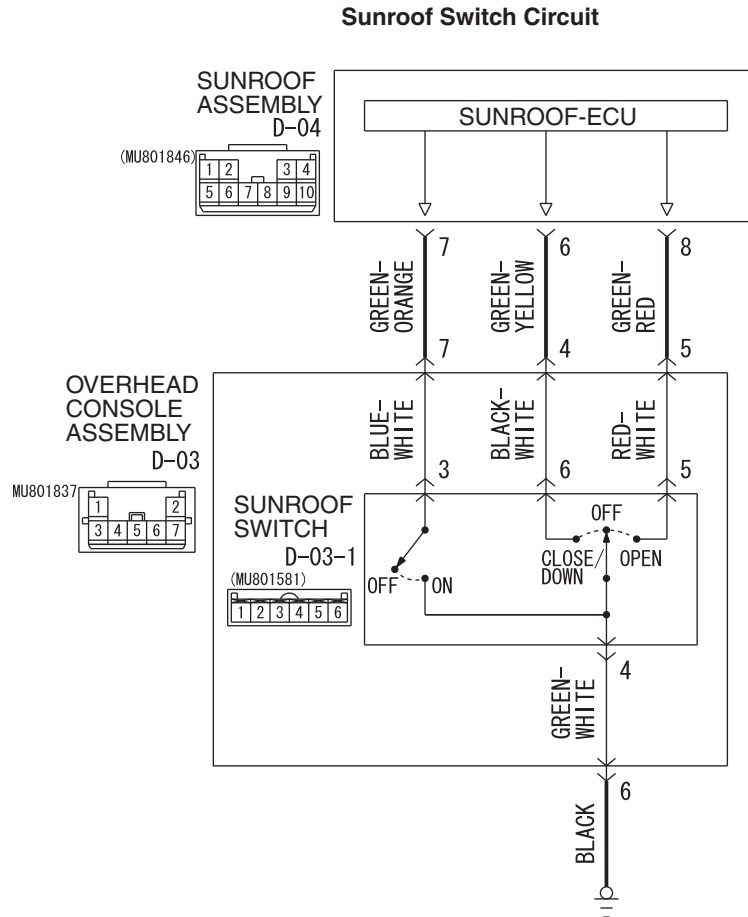 Sunroof Switch Circuit
SUNROOF
ASSEMBLY
D-04
(MU801846)
1 2 3 4
5 6 7 8 9 10
SUNROOF-ECU
7 6 8
GREEN-
ORANGE
GREEN-
YELLOW
GREEN-
RED
7 4 5
OVERHEAD
CONSOLE
ASSEMBLY
D-03
MU801837
1 2
3 4 5 6 7
BLUE-
WHITE
BLACK-
WHITE
RED-
WHITE
3 6 5
SUNROOF
SWITCH
D-03-1
(MU801581)
1 2 3 4 5 6
OFF
ON
OFF
CLOSE/
DOWN
OPEN
4
GREEN-
WHITE
6
BLACK